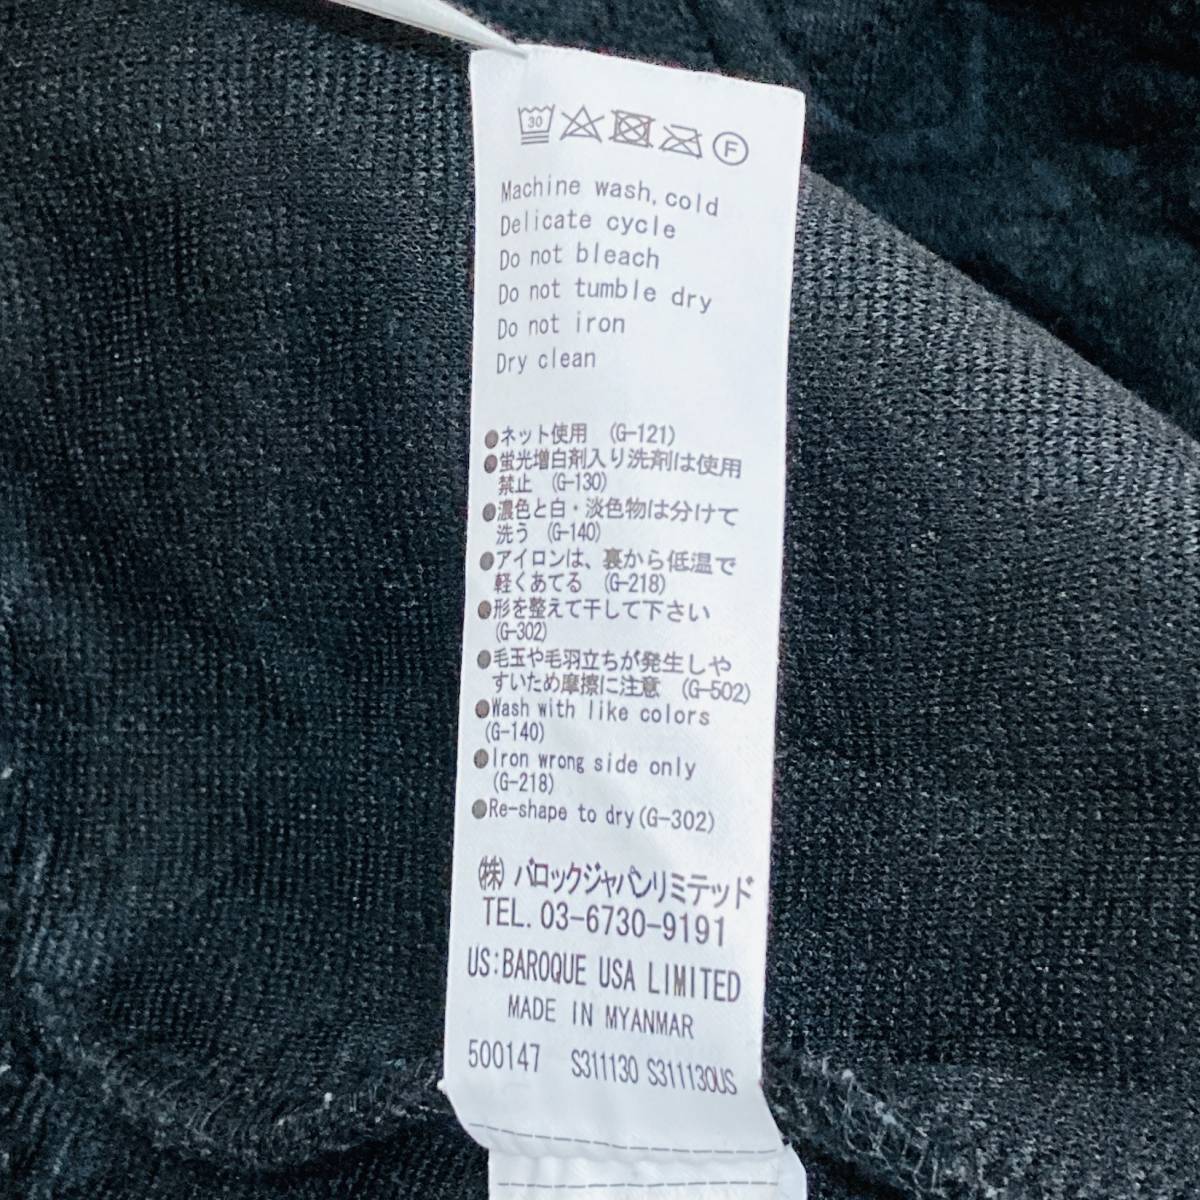 30
F
Machine wash, cold
Delicate cycle
Do not bleach
Do not tumble dry
Do not iron
Dry clean
●ネット使用 (G-121)
●蛍光増白剤入り洗剤は使用
禁止 (G-130)
●濃色と白・淡色物は分けて
洗う (G-140)
●アイロンは、裏から低温で
軽くあてる (G-218)
●形を整えて干して下さい
(G-302)
●毛玉や毛羽立ちが発生しや
すいため摩擦に注意 (G-502)
●Wash with like colors
(G-140)
●Iron wrong side only
(G-218)
●Re-shape to dry(G-302)
(株)バロックジャパンリミテッド
TEL. 03-6730-9191
US:BAROQUE USA LIMITED
MADE IN MYANMAR
500147 S311130 S311130US